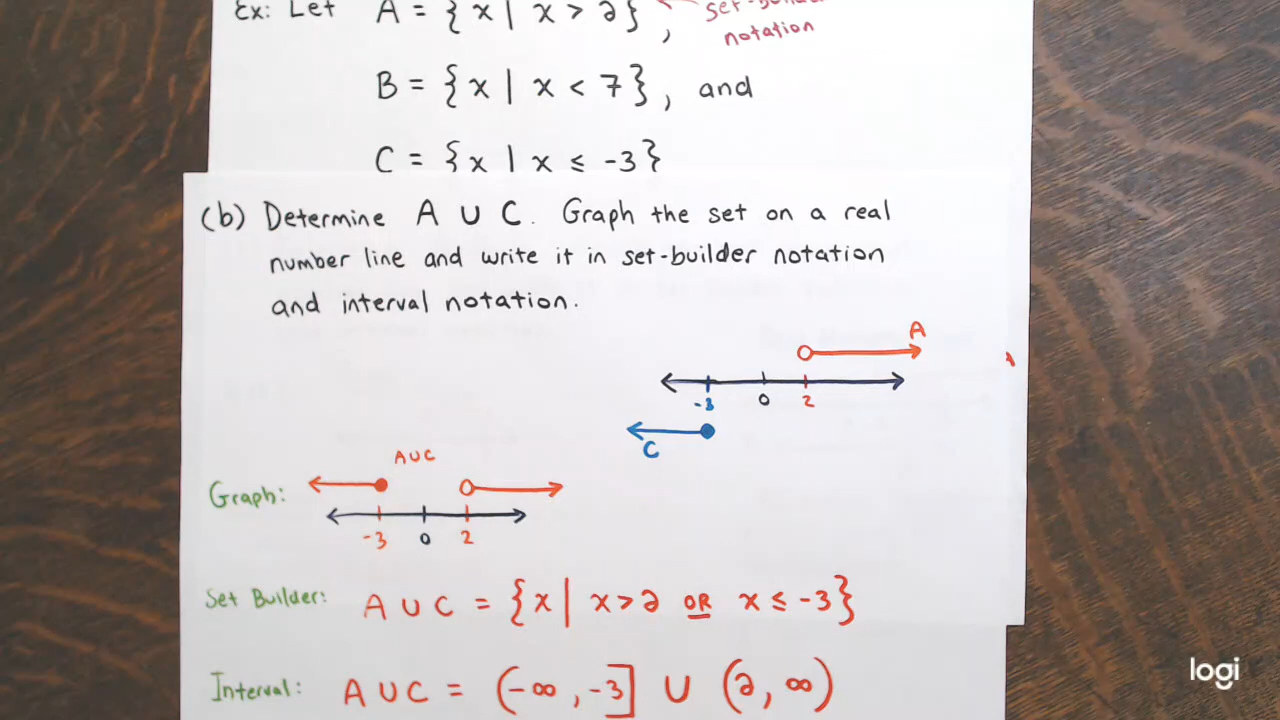 Ex: Let A = { x | x > 2 } ,
notation
B = { x | x < 7 } , and
C = { x | x ≤ -3 }
(b) Determine A ∪ C. Graph the set on a real
number line and write it in set-builder notation
and interval notation.
A
-3 0 2
C
A∪C
Graph:
-3 0 2
Set Builder: A ∪ C = { x | x > 2 OR x ≤ -3 }
Interval: A ∪ C = (-∞, -3] ∪ (2, ∞)
logi